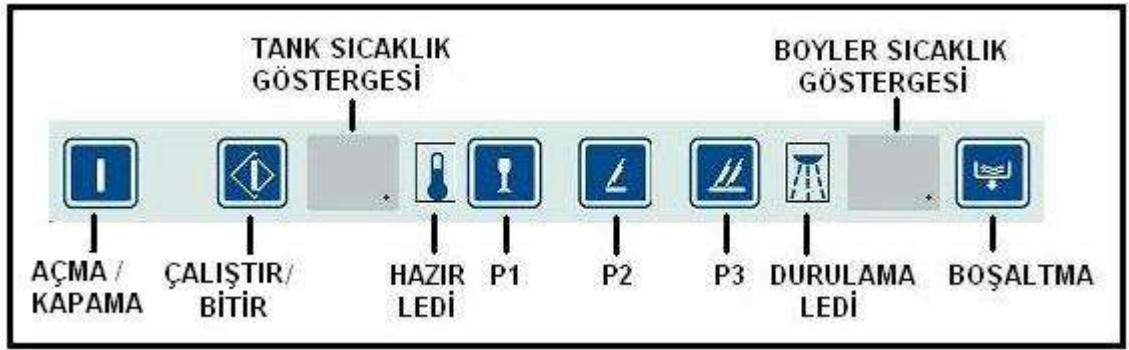 TANK SICAKLIK
GÖSTERGESİ
BOYLER SICAKLIK
GÖSTERGESİ
AÇMA /
KAPAMA
ÇALIŞTIR/
BİTİR
HAZIR
LEDİ
P1
P2
P3
DURULAMA
LEDİ
BOŞALTMA